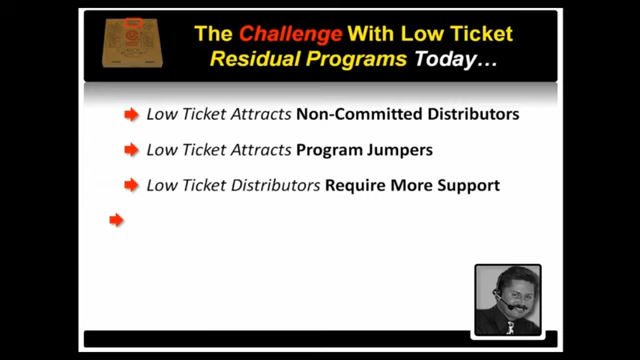 The Challenge With Low Ticket
Residual Programs Today...
Low Ticket Attracts Non-Committed Distributors
Low Ticket Attracts Program Jumpers
Low Ticket Distributors Require More Support